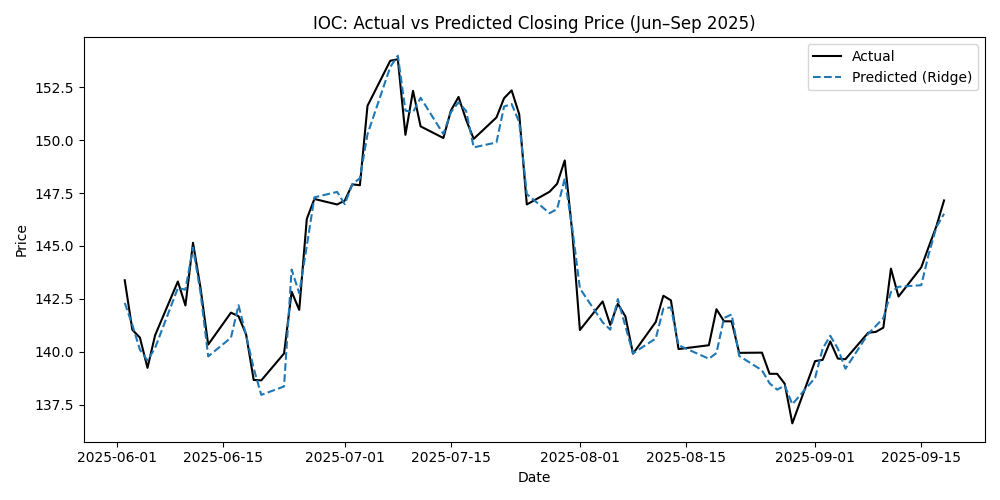 IOC: Actual vs Predicted Closing Price (Jun–Sep 2025)
Actual
Predicted (Ridge)
152.5
150.0
147.5
145.0
142.5
140.0
137.5
Price
2025-06-01 2025-06-15 2025-07-01 2025-07-15 2025-08-01 2025-08-15 2025-09-01 2025-09-15
Date